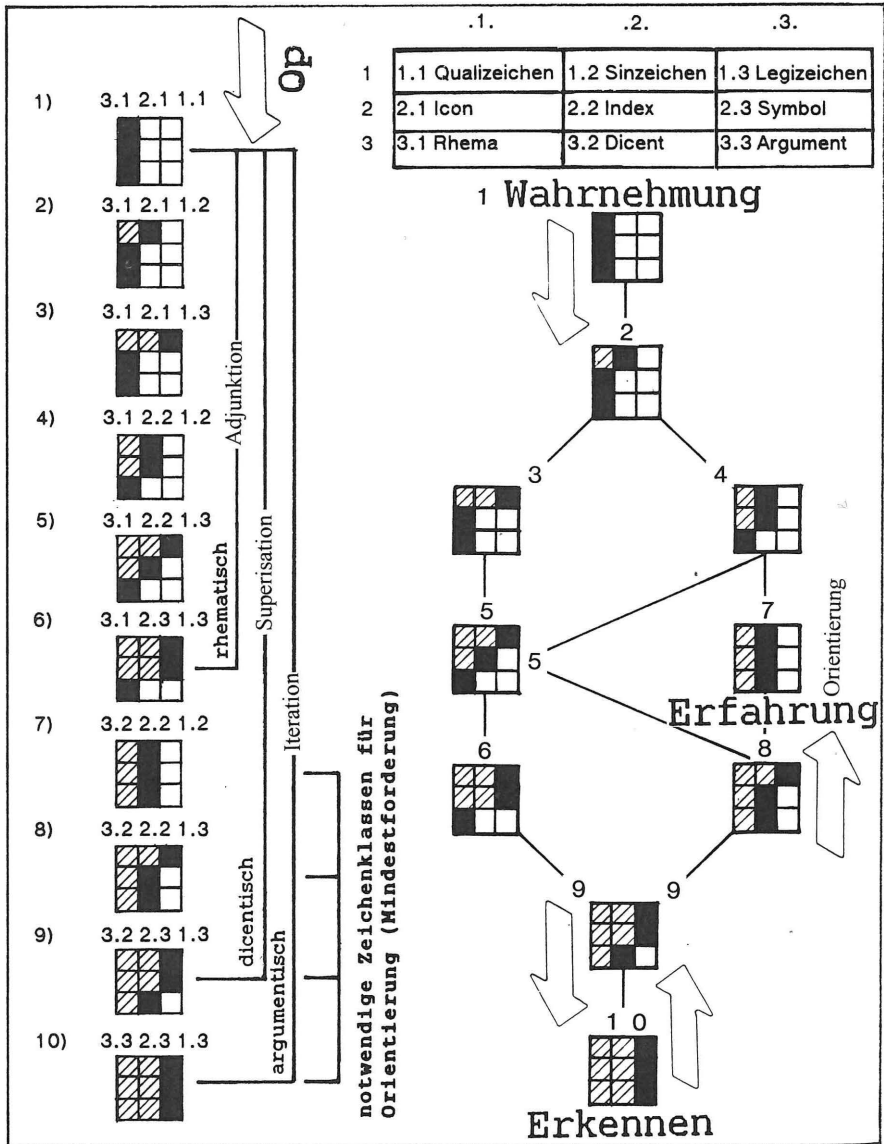 Op
1) 3.1 2.1 1.1
2) 3.1 2.1 1.2
3) 3.1 2.1 1.3
4) 3.1 2.2 1.2
5) 3.1 2.2 1.3
6) 3.1 2.3 1.3
7) 3.2 2.2 1.2
8) 3.2 2.2 1.3
9) 3.2 2.3 1.3
10) 3.3 2.3 1.3
Adjunktion
rhematisch
Superisation
dicentisch
Iteration
argumentisch
notwendige Zeichenklassen für
Orientierung (Mindestforderung)
.1. .2. .3.
1 1.1 Qualizeichen 1.2 Sinzeichen 1.3 Legizeichen
2 2.1 Icon 2.2 Index 2.3 Symbol
3 3.1 Rhema 3.2 Dicent 3.3 Argument
1 Wahrnehmung
2
3 4
5 7
5
Orientierung
Erfahrung
6 8
9 9
1 0
Erkennen